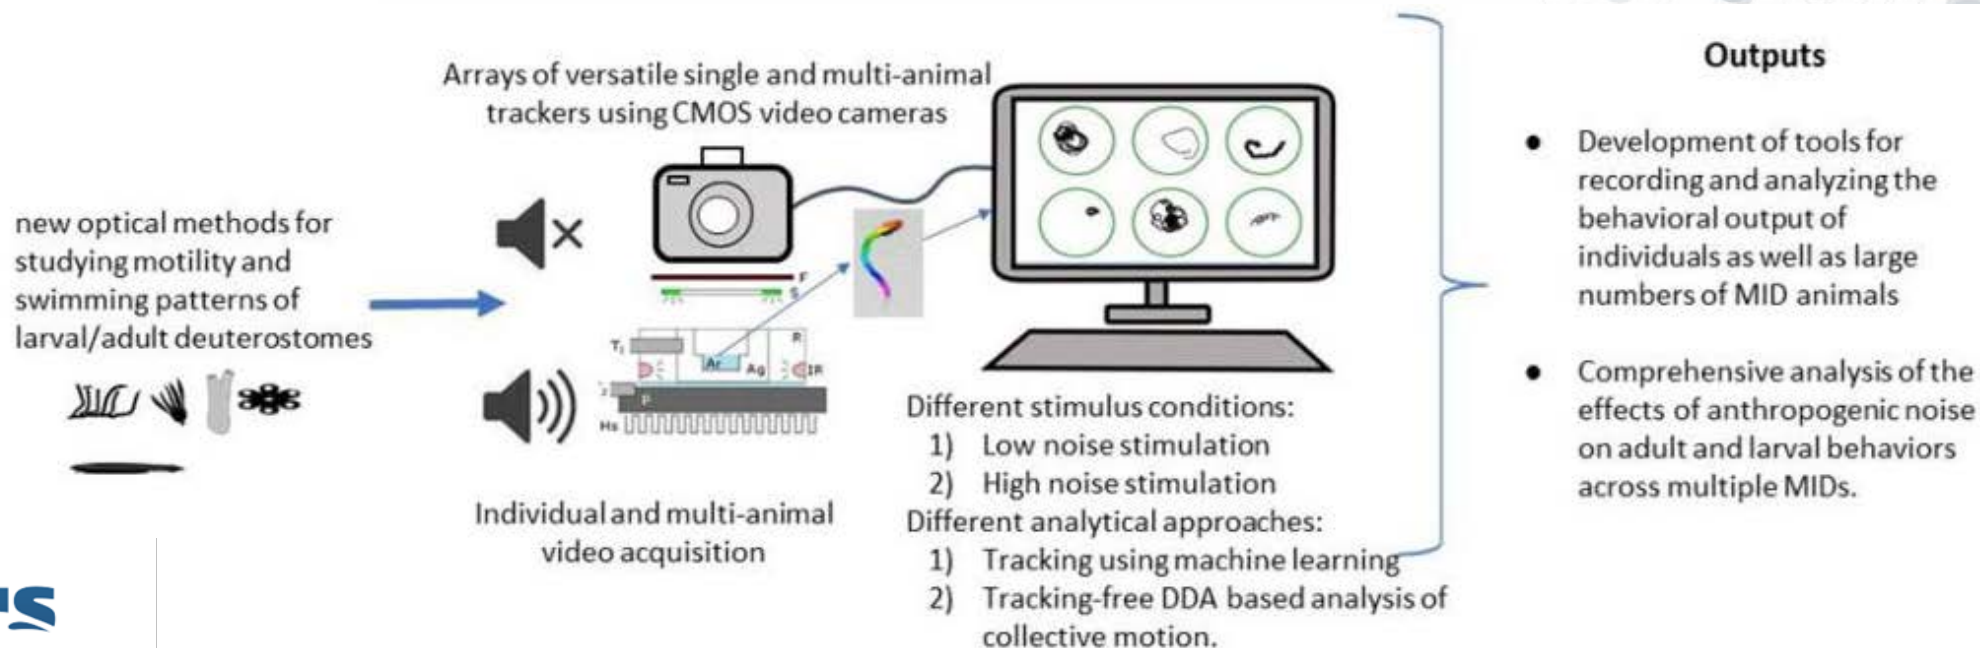 Arrays of versatile single and multi-animal
trackers using CMOS video cameras
new optical methods for
studying motility and
swimming patterns of
larval/adult deuterostomes
F
S
T1
R
Ar
Ag
IR
P
Hs
Individual and multi-animal
video acquisition
Different stimulus conditions:
1) Low noise stimulation
2) High noise stimulation
Different analytical approaches:
1) Tracking using machine learning
2) Tracking-free DDA based analysis of
collective motion.
Outputs
● Development of tools for
recording and analyzing the
behavioral output of
individuals as well as large
numbers of MID animals
● Comprehensive analysis of the
effects of anthropogenic noise
on adult and larval behaviors
across multiple MIDs.